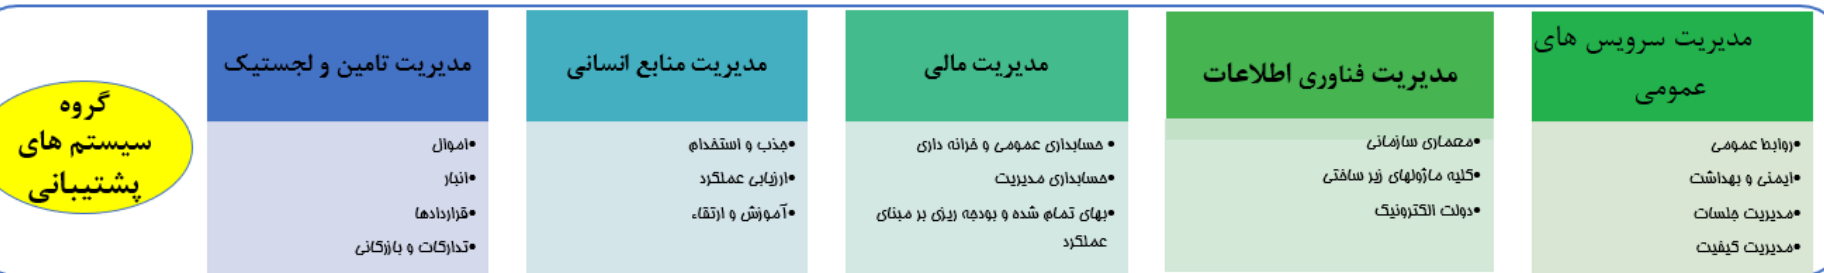 مدیریت سرویس های
عمومی
•روابط عمومی
•ایمنی و بهداشت
•مدیریت جلسات
•مدیریت کیفیت
مدیریت فناوری اطلاعات
•معماری سازمانی
•کلیه ماژولهای زیر ساختی
•دولت الکترونیک
مدیریت مالی
• حسابداری عمومی و خزانه داری
•حسابداری مدیریت
•بهای تمام شده و بودجه ریزی بر مبنای
عملکرد
مدیریت منابع انسانی
•جذب و استخدام
•ارزیابی عملکرد
•آموزش و ارتقاء
مدیریت تامین و لجستیک
•اموال
•انبار
•قراردادها
•تدارکات و بازرگانی
گروه
سیستم های
پشتیبانی